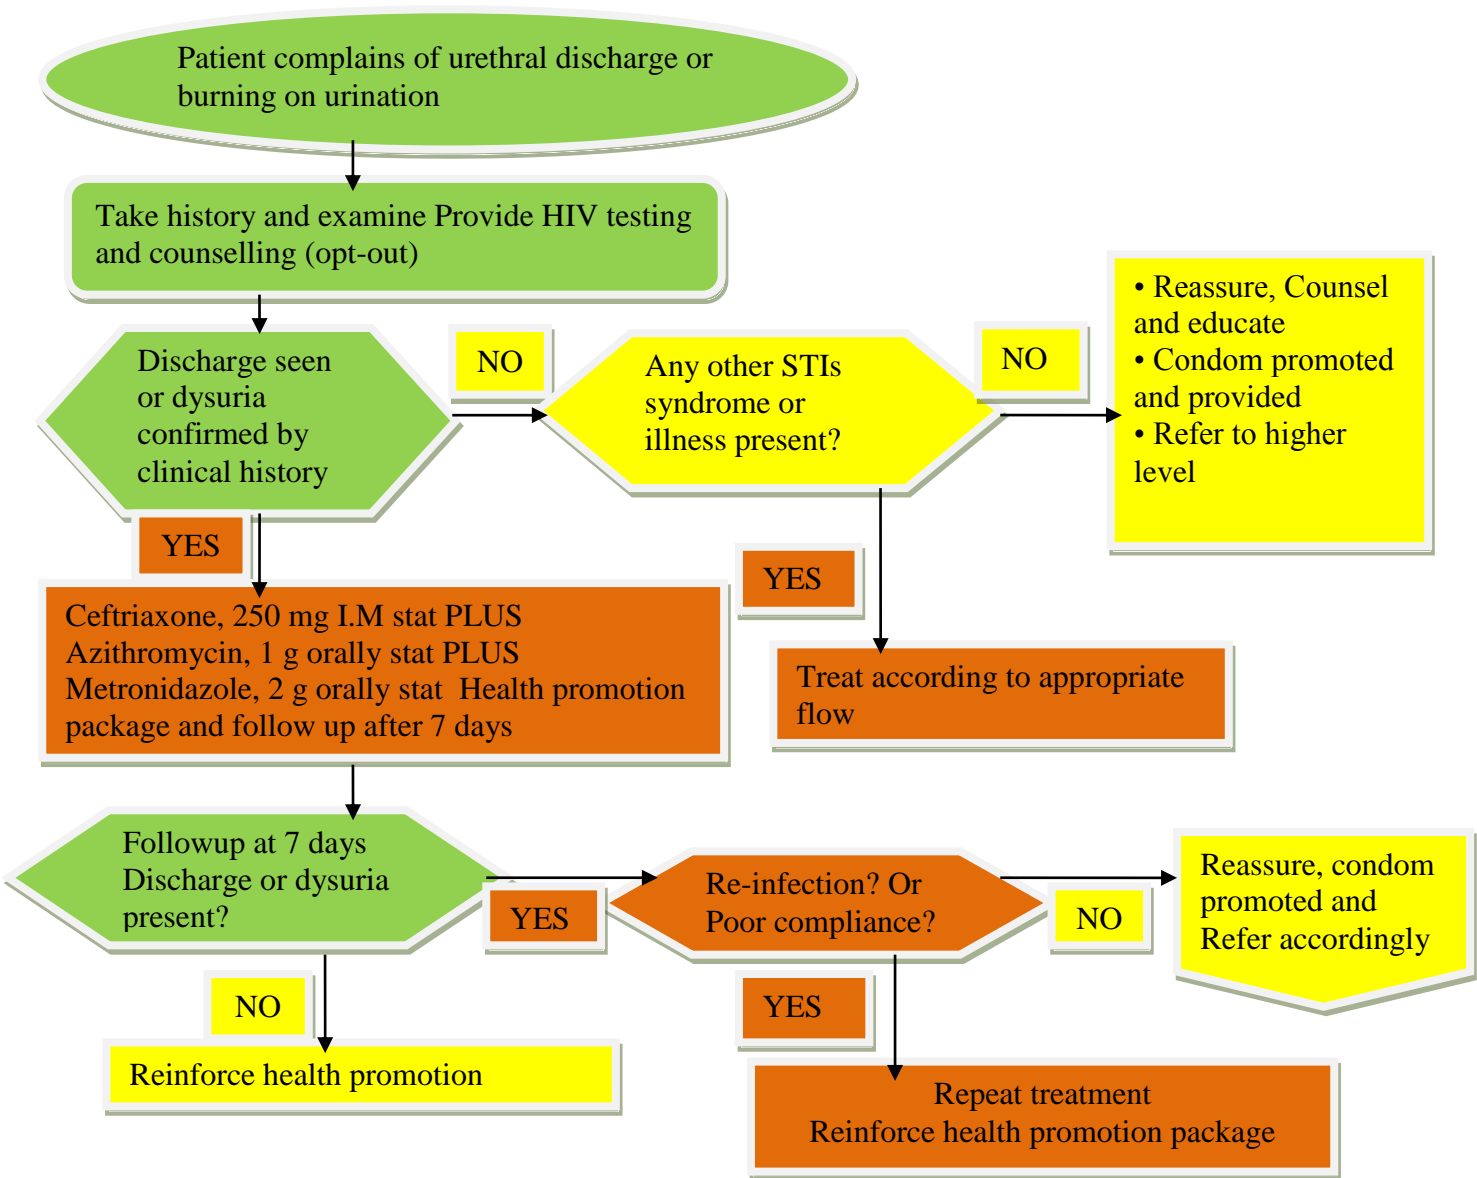 Patient complains of urethral discharge or
burning on urination
Take history and examine Provide HIV testing
and counselling (opt-out)
Discharge seen
or dysuria
confirmed by
clinical history
NO
Any other STIs
syndrome or
illness present?
NO
• Reassure, Counsel
and educate
• Condom promoted
and provided
• Refer to higher
level
YES
YES
Ceftriaxone, 250 mg I.M stat PLUS
Azithromycin, 1 g orally stat PLUS
Metronidazole, 2 g orally stat Health promotion
package and follow up after 7 days
Treat according to appropriate
flow
Followup at 7 days
Discharge or dysuria
present?
YES
Re-infection? Or
Poor compliance?
NO
Reassure, condom
promoted and
Refer accordingly
NO
YES
Reinforce health promotion
Repeat treatment
Reinforce health promotion package